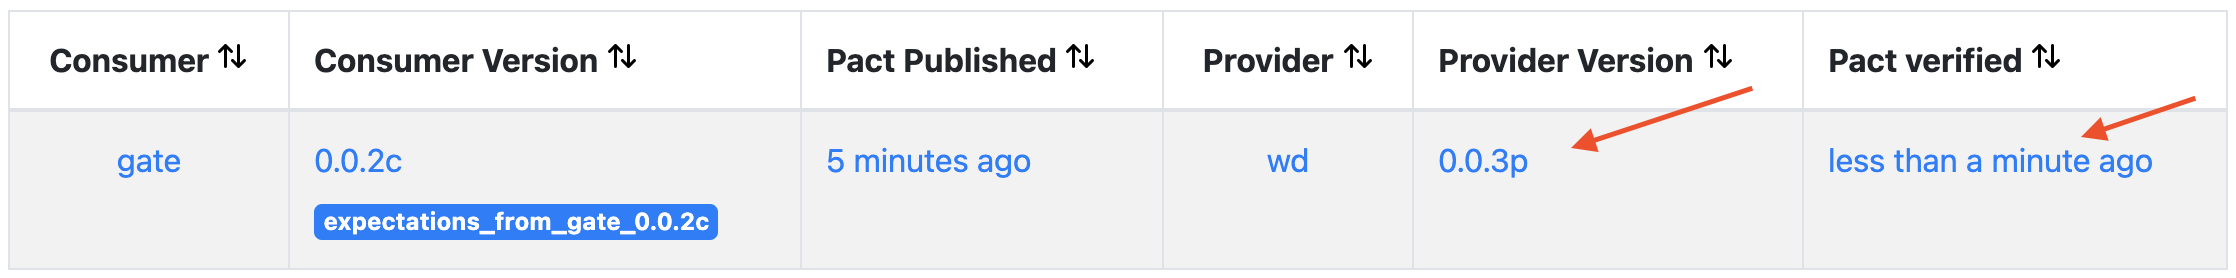 Consumer Consumer Version Pact Published Provider Provider Version Pact verified
gate 0.0.2c 5 minutes ago wd 0.0.3p less than a minute ago
expectations_from_gate_0.0.2c